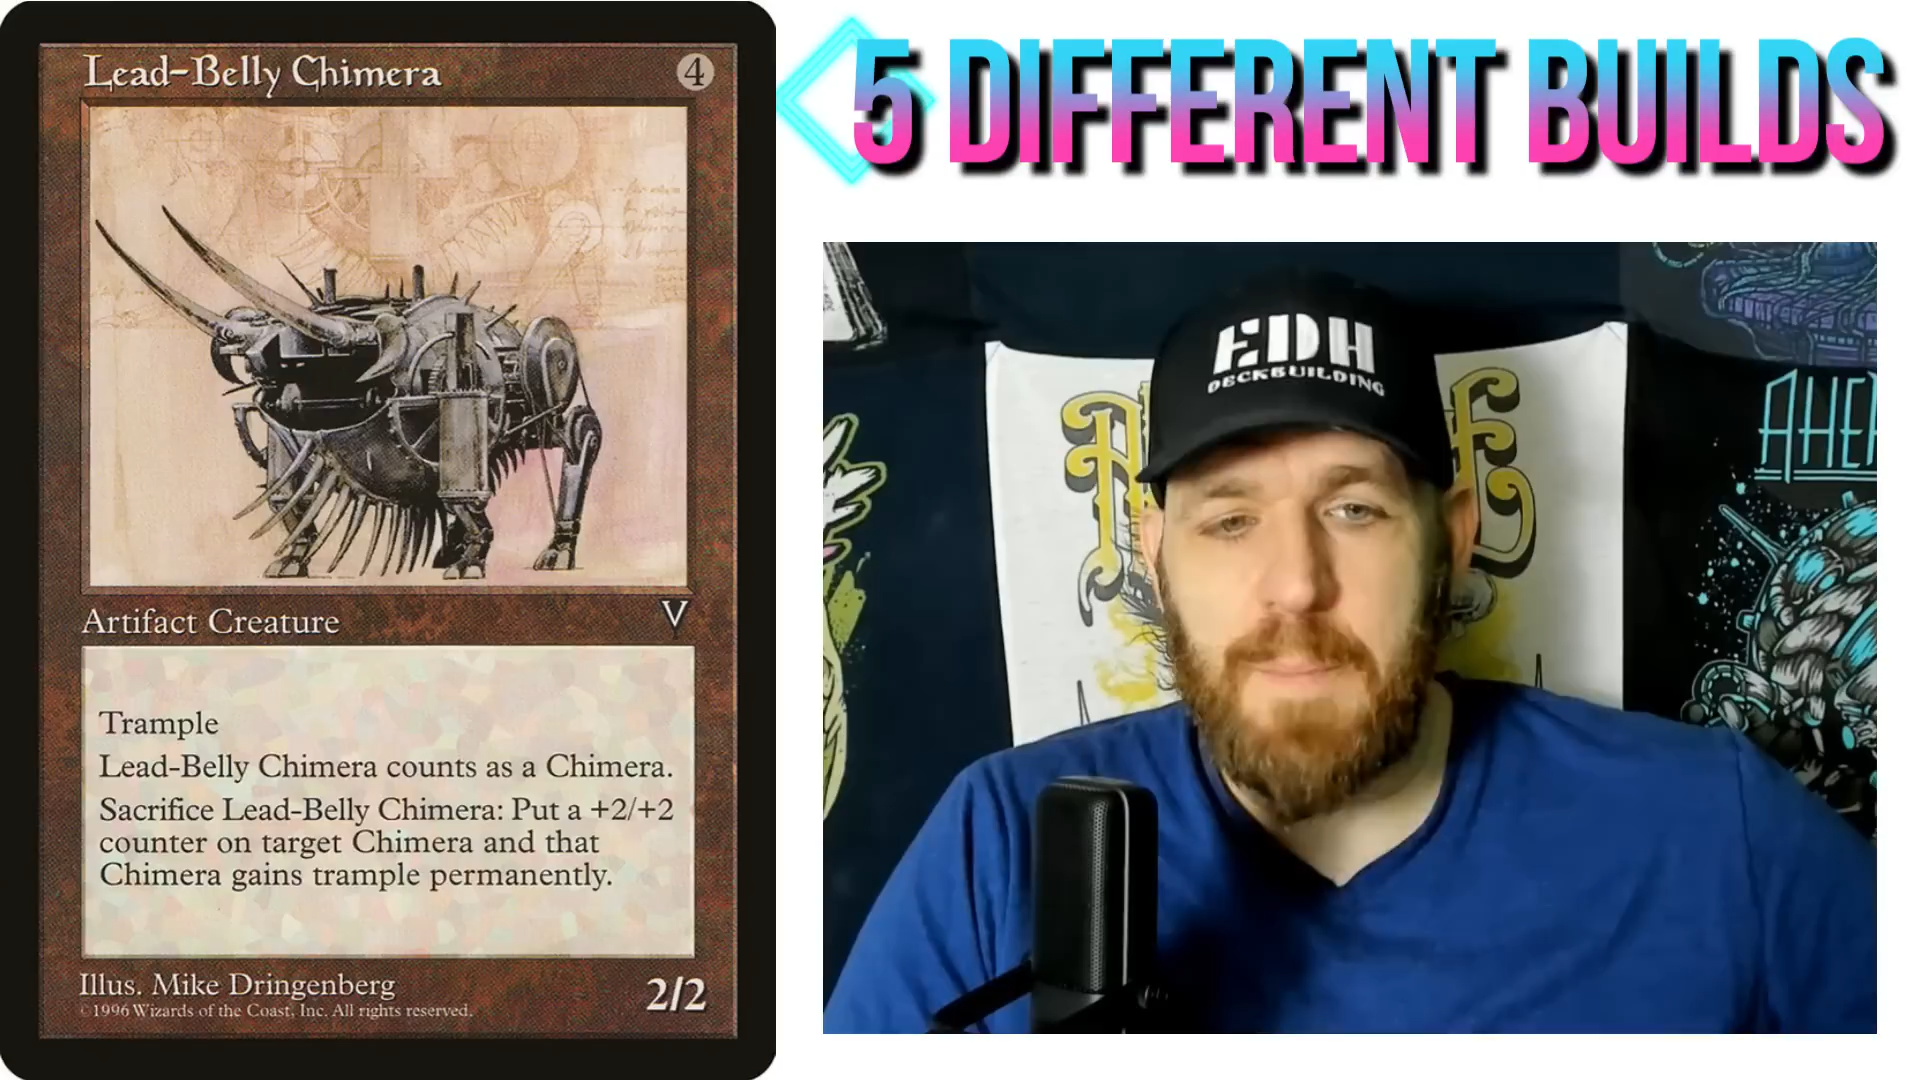 Lead-Belly Chimera 4
Artifact Creature V
Trample
Lead-Belly Chimera counts as a Chimera.
Sacrifice Lead-Belly Chimera: Put a +2/+2
counter on target Chimera and that
Chimera gains trample permanently.
Illus. Mike Dringenberg
©1996 Wizards of the Coast, Inc. All rights reserved.
2/2
5 DIFFERENT BUILDS
EDH
DECKBUILDING